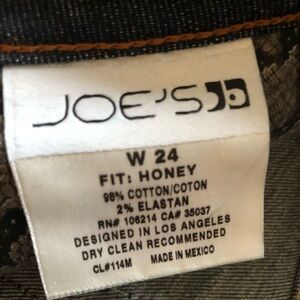 JOE'S
W 24
FIT: HONEY
98% COTTON/COTON
2% ELASTAN
RN# 106214 CA# 35037
DESIGNED IN LOS ANGELES
DRY CLEAN RECOMMENDED
CL#114M MADE IN MEXICO